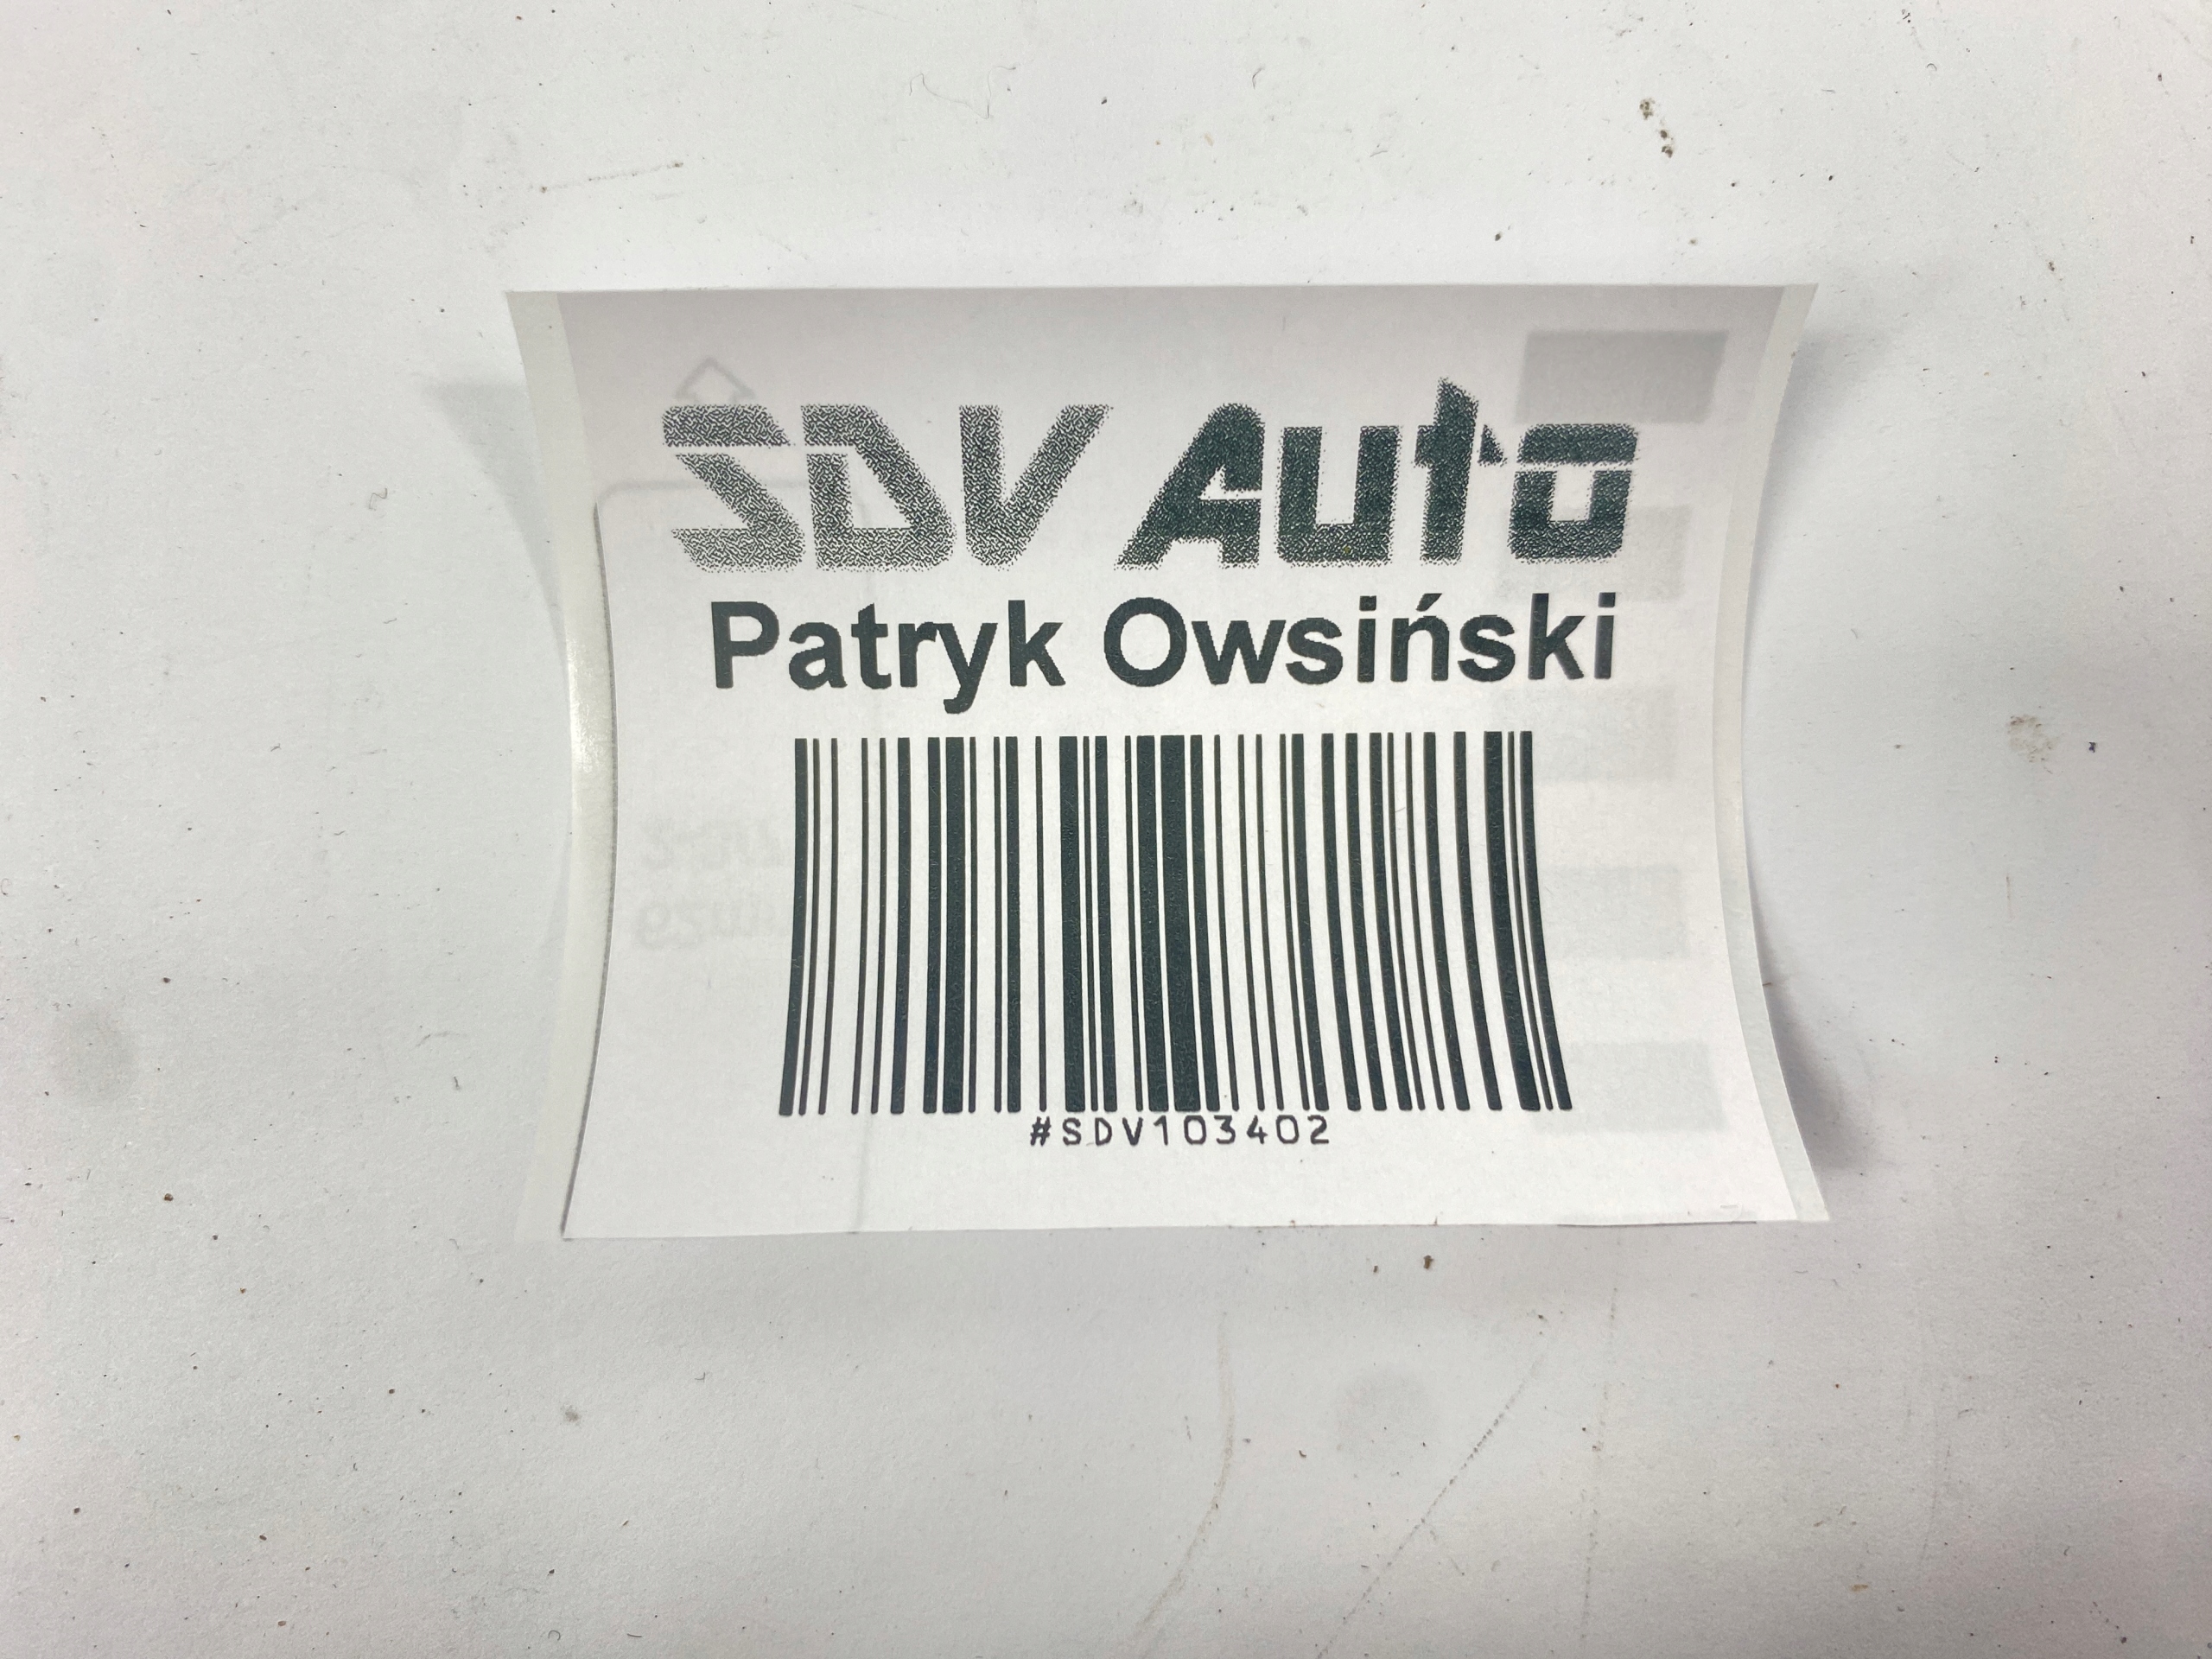 SDV Auto
Patryk Owsiński
#SDV103402